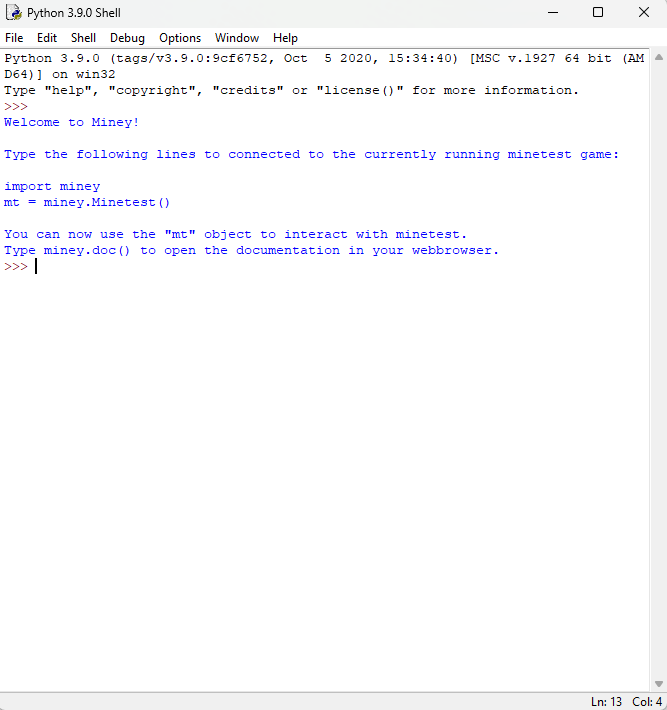 Python 3.9.0 Shell
File Edit Shell Debug Options Window Help
Python 3.9.0 (tags/v3.9.0:9cf6752, Oct  5 2020, 15:34:40) [MSC v.1927 64 bit (AM
D64)] on win32
Type "help", "copyright", "credits" or "license()" for more information.
>>>
Welcome to Miney!
Type the following lines to connected to the currently running minetest game:
import miney
mt = miney.Minetest()
You can now use the "mt" object to interact with minetest.
Type miney.doc() to open the documentation in your webbrowser.
>>>
Ln: 13 Col: 4